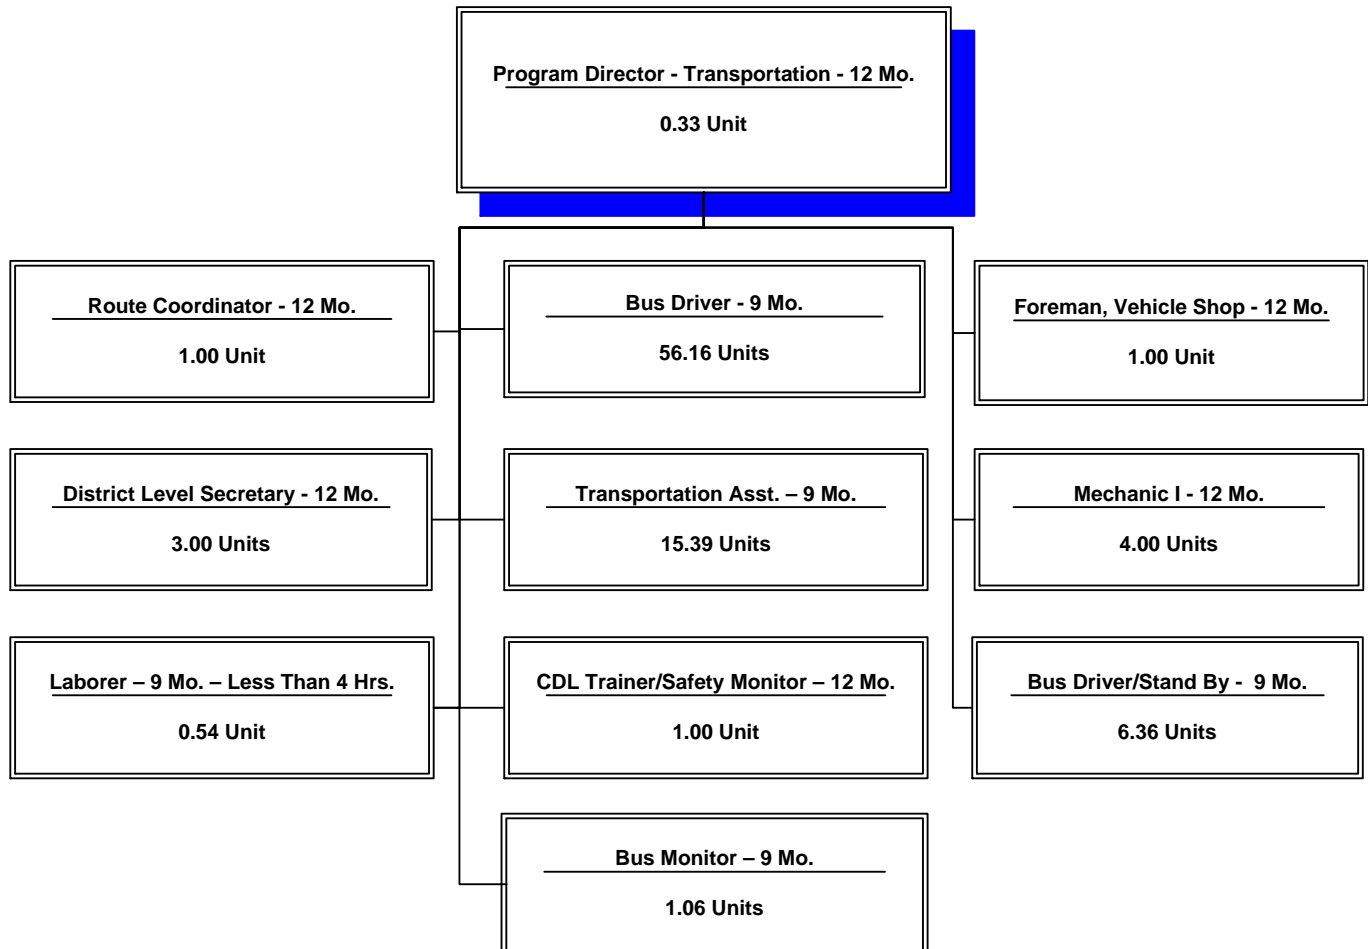 Program Director - Transportation - 12 Mo.
0.33 Unit
Route Coordinator - 12 Mo.
1.00 Unit
Bus Driver - 9 Mo.
56.16 Units
Foreman, Vehicle Shop - 12 Mo.
1.00 Unit
District Level Secretary - 12 Mo.
3.00 Units
Transportation Asst. – 9 Mo.
15.39 Units
Mechanic I - 12 Mo.
4.00 Units
Laborer – 9 Mo. – Less Than 4 Hrs.
0.54 Unit
CDL Trainer/Safety Monitor – 12 Mo.
1.00 Unit
Bus Driver/Stand By - 9 Mo.
6.36 Units
Bus Monitor – 9 Mo.
1.06 Units